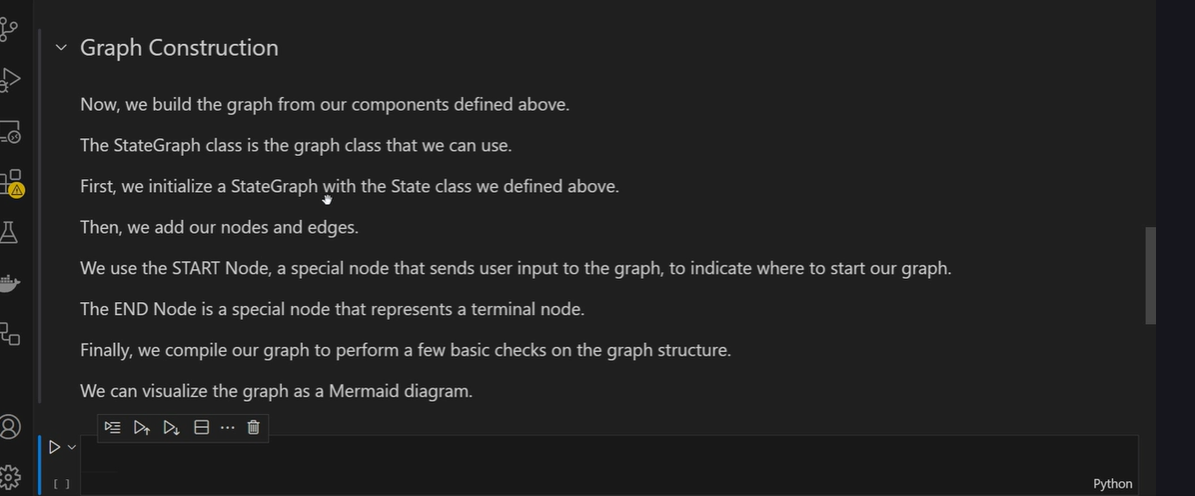 Graph Construction
Now, we build the graph from our components defined above.
The StateGraph class is the graph class that we can use.
First, we initialize a StateGraph with the State class we defined above.
Then, we add our nodes and edges.
We use the START Node, a special node that sends user input to the graph, to indicate where to start our graph.
The END Node is a special node that represents a terminal node.
Finally, we compile our graph to perform a few basic checks on the graph structure.
We can visualize the graph as a Mermaid diagram.
[ ]
Python